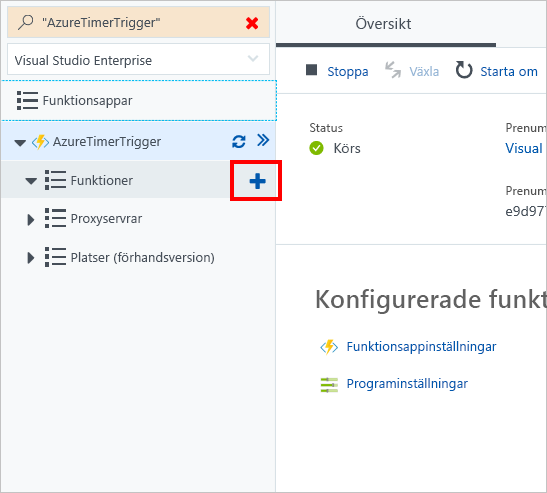 "AzureTimerTrigger"
Visual Studio Enterprise
Funktionsappar
AzureTimerTrigger
Funktioner
Proxyservrar
Platser (förhandsversion)
Översikt
Stoppa Växla Starta om
Status Prenum
Körs Visual
Prenum
e9d977
Konfigurerade funkt
Funktionsappinställningar
Programinställningar